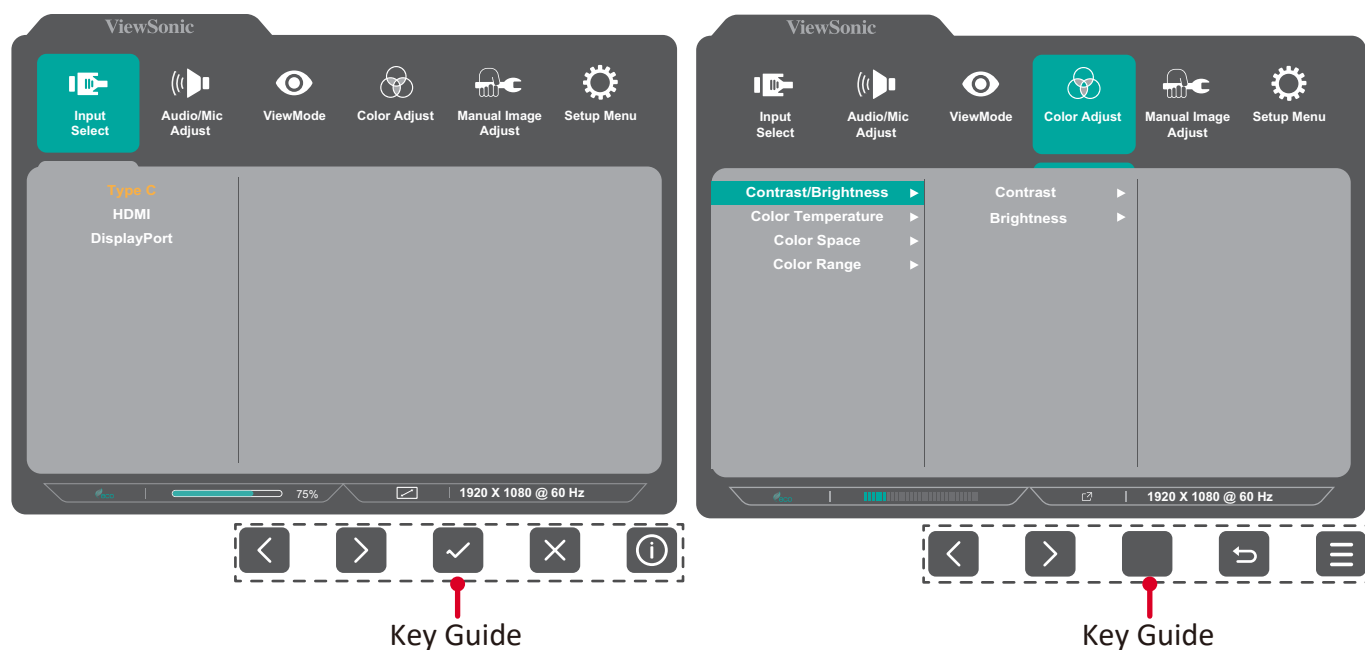 ViewSonic
Input
Select
Audio/Mic
Adjust
ViewMode
Color Adjust
Manual Image
Adjust
Setup Menu
Type C
HDMI
DisplayPort
eco
75%
1920 X 1080 @ 60 Hz
Key Guide
ViewSonic
Input
Select
Audio/Mic
Adjust
ViewMode
Color Adjust
Manual Image
Adjust
Setup Menu
Contrast/Brightness
Color Temperature
Color Space
Color Range
Contrast
Brightness
eco
1920 X 1080 @ 60 Hz
Key Guide